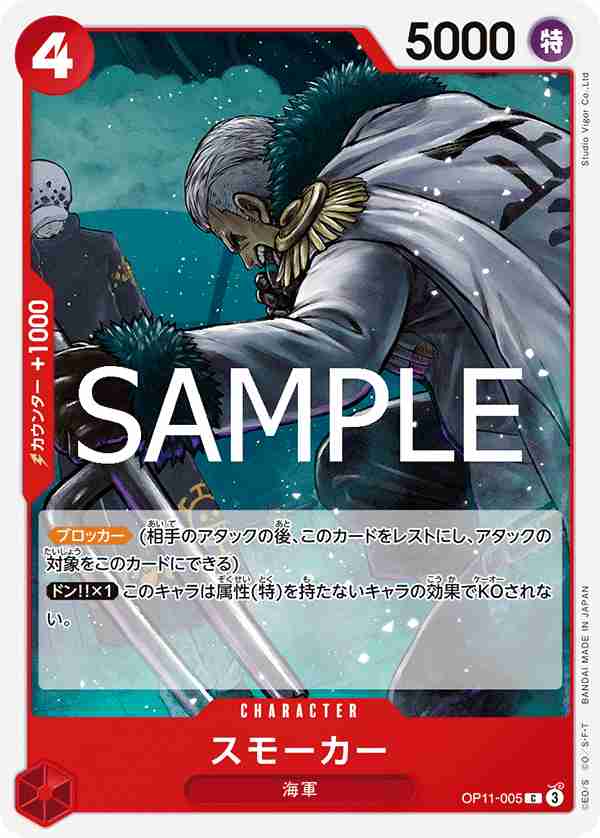 4
5000
特
Studio Vigor Co.,Ltd
カウンター +1000
SAMPLE
ブロッカー (相手のアタックの後、このカードをレストにし、アタックの
対象をこのカードにできる)
ドン!!×1 このキャラは属性(特)を持たないキャラの効果でKOされな
い。
CHARACTER
スモーカー
海軍
OP11-005 C 3
©E.O/S ©O/S・F・T BANDAI MADE IN JAPAN